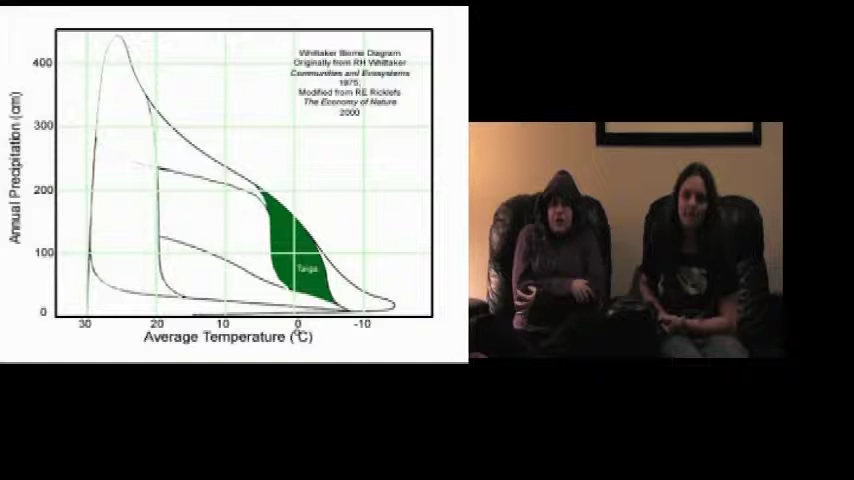 Whittaker Biome Diagram
Originally from RH Whittaker
Communities and Ecosystems
1975;
Modified from RE Ricklefs
The Economy of Nature
2000
Annual Precipitation (cm)
400
300
200
100
0
Taiga
30 20 10 0 -10
Average Temperature (°C)